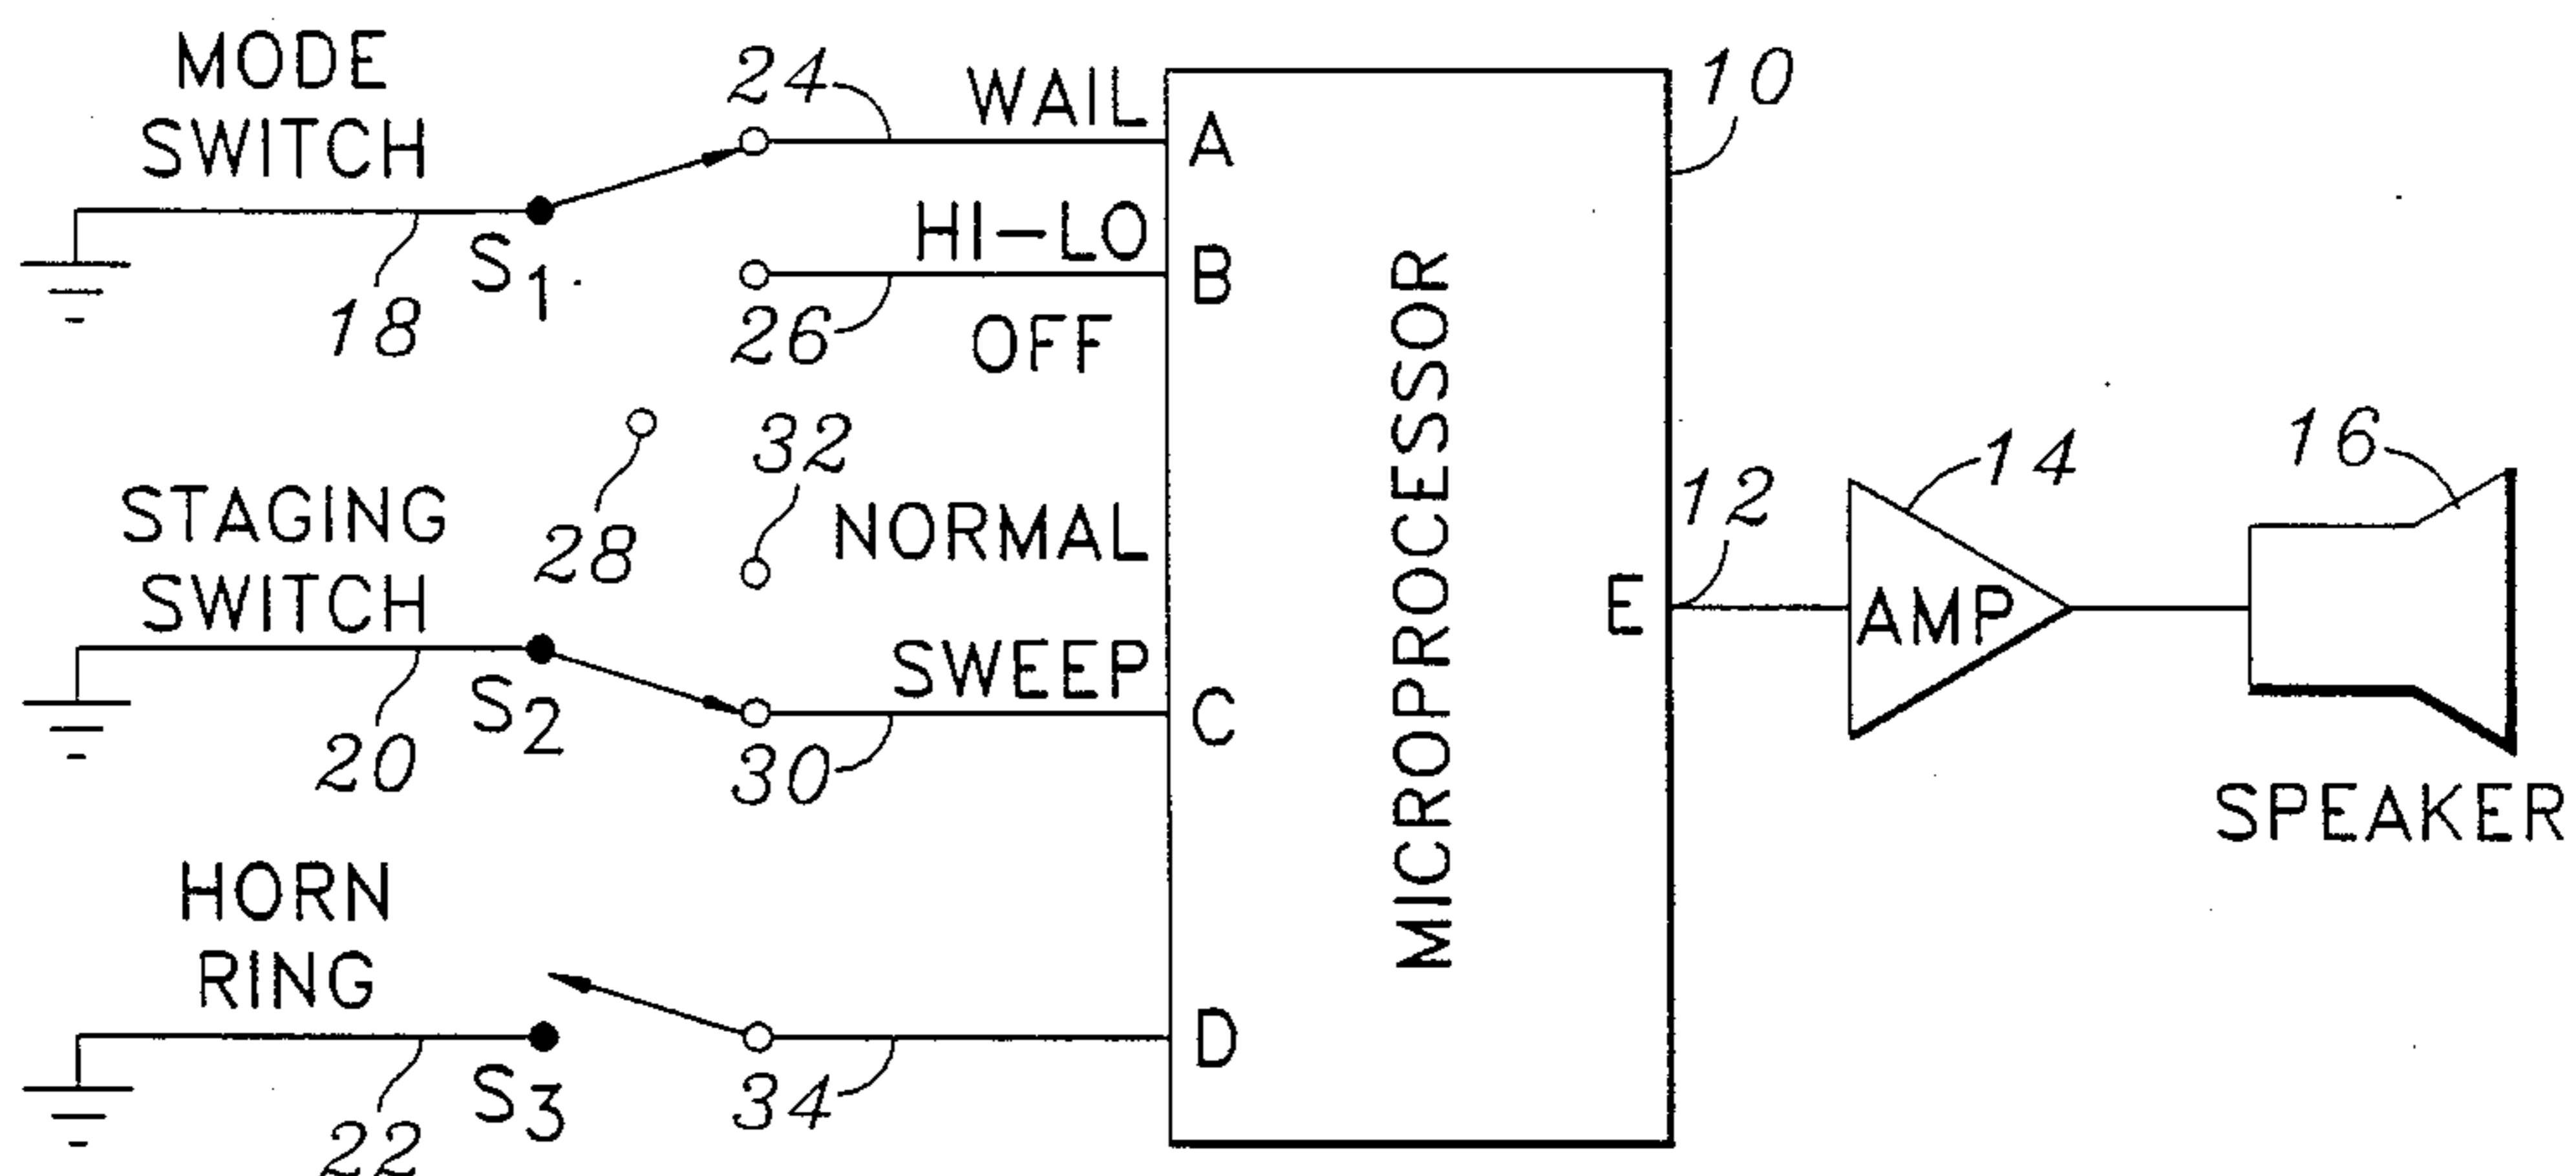 MODE
SWITCH
18
S1
24
WAIL
A
HI-LO
B
26
OFF
28
32
STAGING
SWITCH
20
S2
NORMAL
SWEEP
C
30
HORN
RING
22
S3
34
D
MICROPROCESSOR
10
E
12
AMP
14
16
SPEAKER